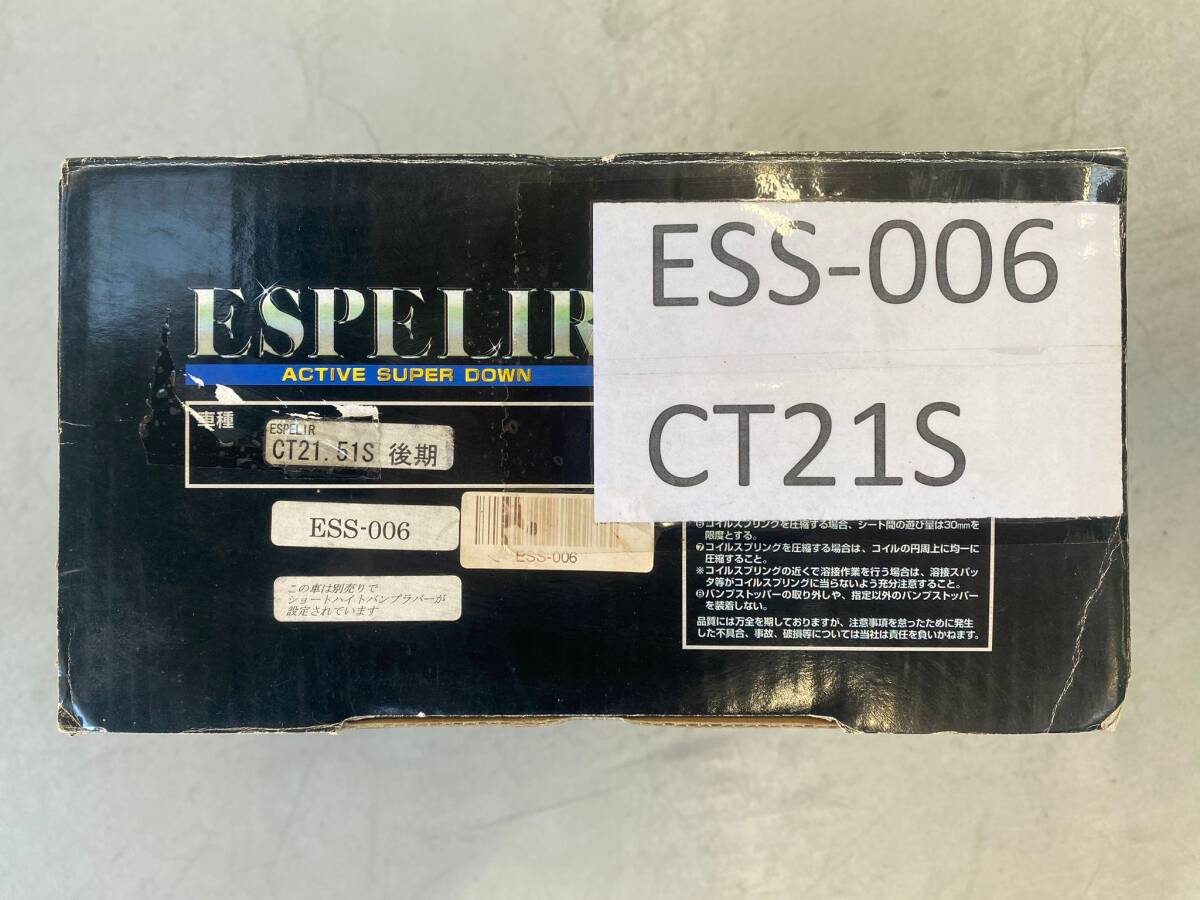 ESPELIR
ACTIVE SUPER DOWN
ESS-006
CT21S
車種
ESPELIR
CT21. 51S 後期
ESS-006
ESS-006
この車は別売りで
ショートハイトバンプラバーが
設定されています
⑥コイルスプリングを圧縮する場合、シート間の遊び量は30mmを
限度とする。
⑦コイルスプリングを圧縮する場合は、コイルの円周上に均一に
圧縮すること。
※コイルスプリングの近くで溶接作業を行う場合は、溶接スパッ
タ等がコイルスプリングに当らないよう充分注意すること。
⑧バンプストッパーの取り外しや、指定以外のバンプストッパー
を装着しない。
品質には万全を期しておりますが、注意事項を怠ったために発生
した不具合、事故、破損等については当社は責任を負いかねます。